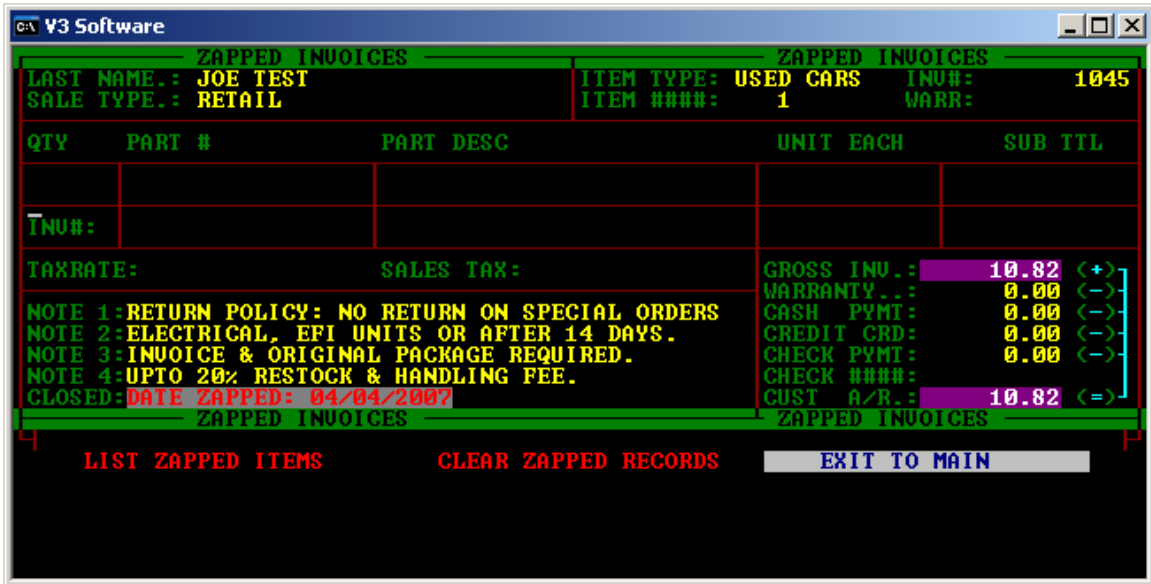 V3 Software
ZAPPED INVOICES ZAPPED INVOICES
LAST NAME.: JOE TEST ITEM TYPE: USED CARS INV#: 1045
SALE TYPE.: RETAIL ITEM ####: 1 WARR:
QTY PART # PART DESC UNIT EACH SUB TTL
INV#:
TAXRATE: SALES TAX: GROSS INV.: 10.82 (+)
WARRANTY..: 0.00 (-)
NOTE 1:RETURN POLICY: NO RETURN ON SPECIAL ORDERS CASH PYMT: 0.00 (-)
NOTE 2:ELECTRICAL, EFI UNITS OR AFTER 14 DAYS. CREDIT CRD: 0.00 (-)
NOTE 3:INVOICE & ORIGINAL PACKAGE REQUIRED. CHECK PYMT: 0.00 (-)
NOTE 4:UPTO 20% RESTOCK & HANDLING FEE. CHECK ####:
CLOSED:DATE ZAPPED: 04/04/2007 CUST A/R.: 10.82 (=)
ZAPPED INVOICES ZAPPED INVOICES
LIST ZAPPED ITEMS CLEAR ZAPPED RECORDS EXIT TO MAIN